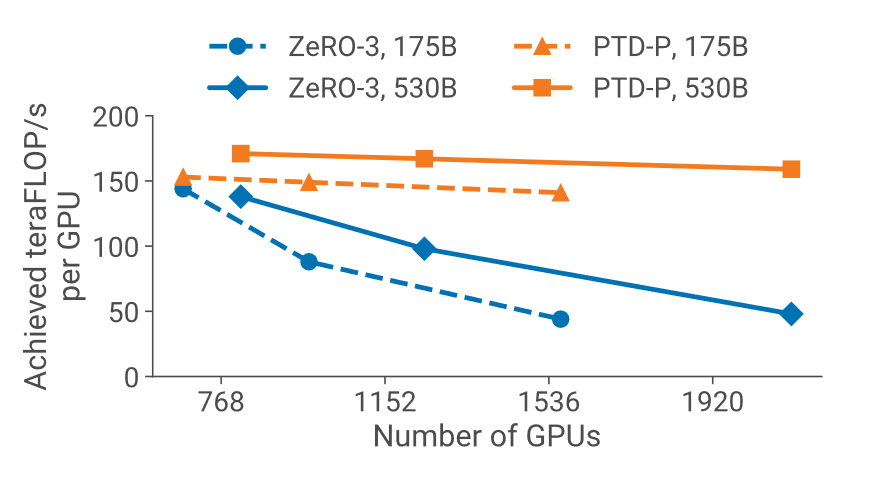 ZeRO-3, 175B
PTD-P, 175B
ZeRO-3, 530B
PTD-P, 530B
Achieved teraFLOP/s
per GPU
200
150
100
50
0
768
1152
1536
1920
Number of GPUs